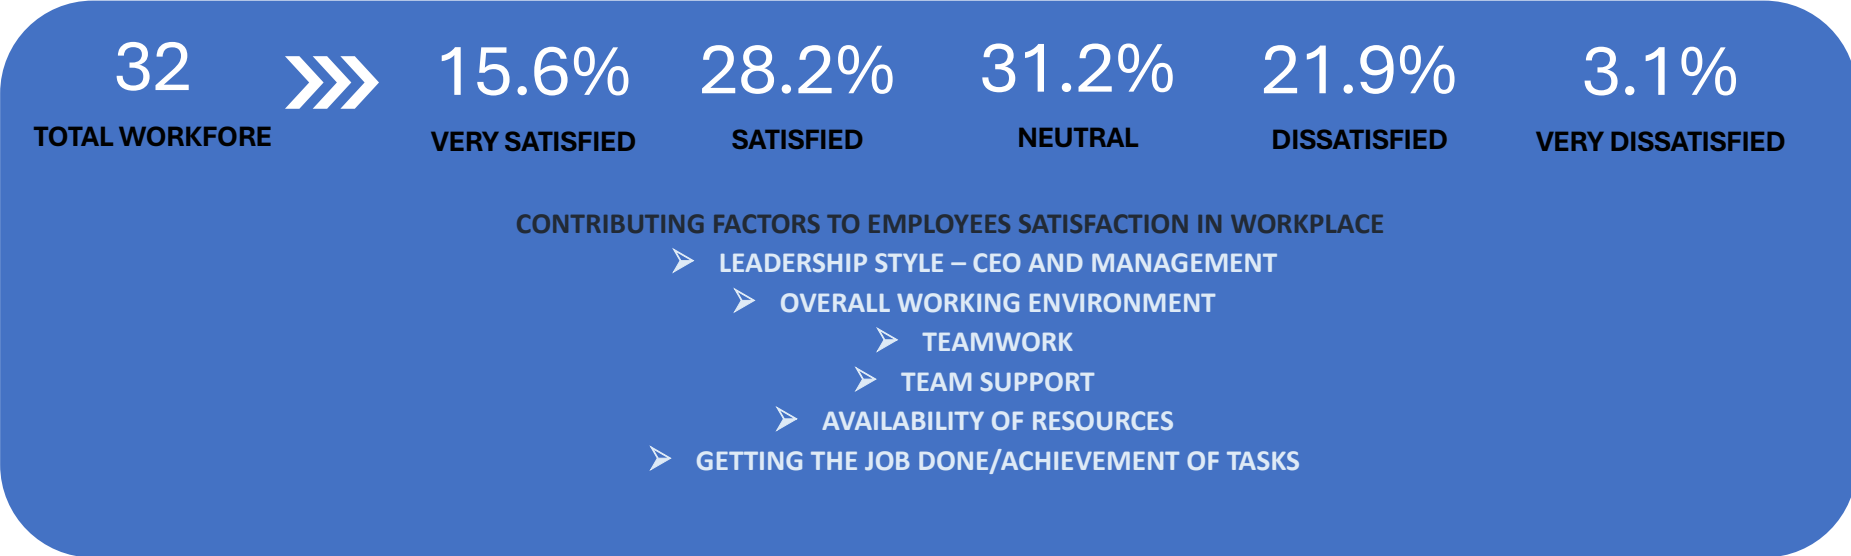 32
15.6%
28.2%
31.2%
21.9%
3.1%
TOTAL WORKFORE
VERY SATISFIED
SATISFIED
NEUTRAL
DISSATISFIED
VERY DISSATISFIED
CONTRIBUTING FACTORS TO EMPLOYEES SATISFACTION IN WORKPLACE
LEADERSHIP STYLE – CEO AND MANAGEMENT
OVERALL WORKING ENVIRONMENT
TEAMWORK
TEAM SUPPORT
AVAILABILITY OF RESOURCES
GETTING THE JOB DONE/ACHIEVEMENT OF TASKS